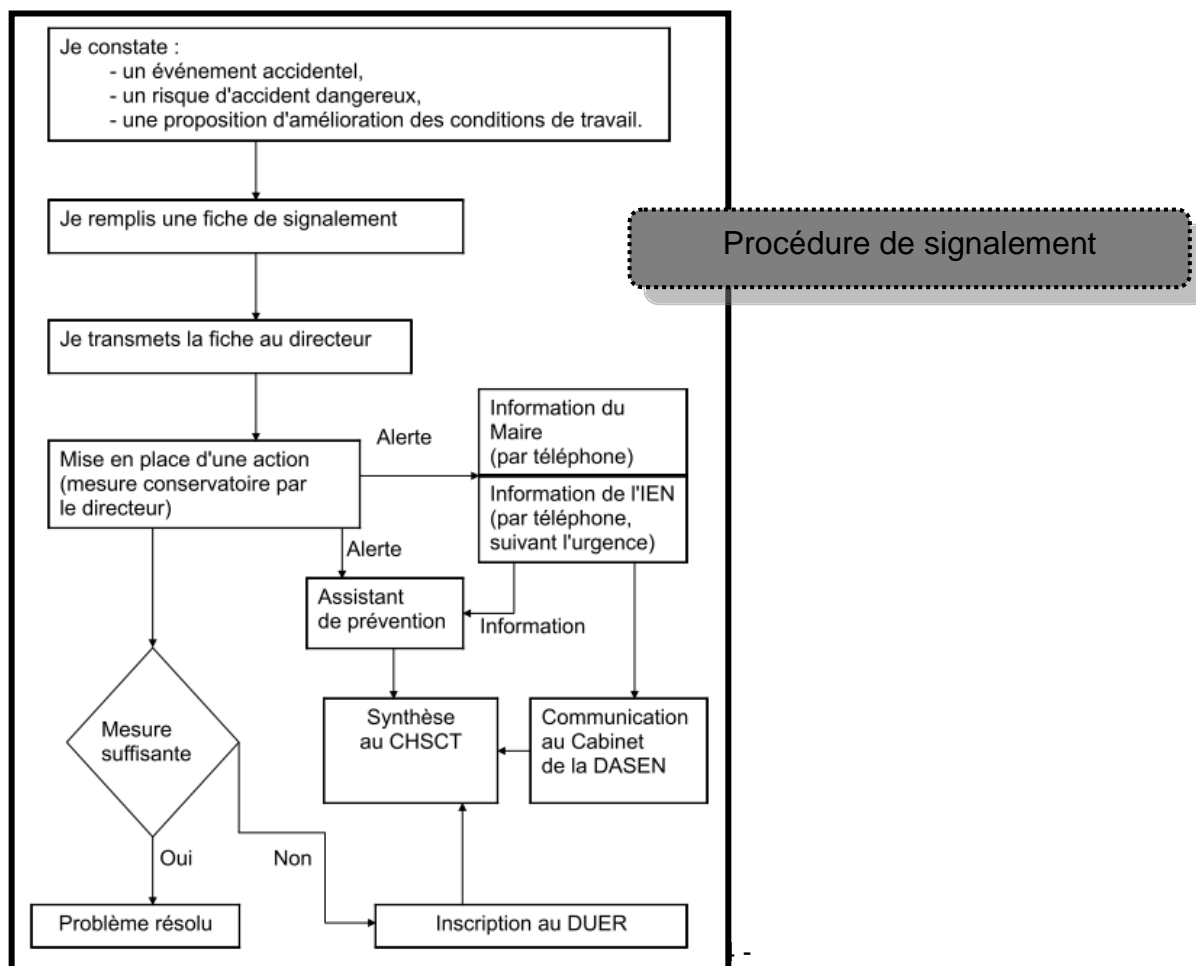 Je constate :
- un événement accidentel,
- un risque d'accident dangereux,
- une proposition d'amélioration des conditions de travail.
Je remplis une fiche de signalement
Procédure de signalement
Je transmets la fiche au directeur
Information du
Maire
(par téléphone)
Alerte
Mise en place d'une action
(mesure conservatoire par
le directeur)
Information de l'IEN
(par téléphone,
suivant l'urgence)
Alerte
Assistant
de prévention
Information
Mesure
suffisante
Synthèse
au CHSCT
Communication
au Cabinet
de la DASEN
Oui
Non
Problème résolu
Inscription au DUER
-